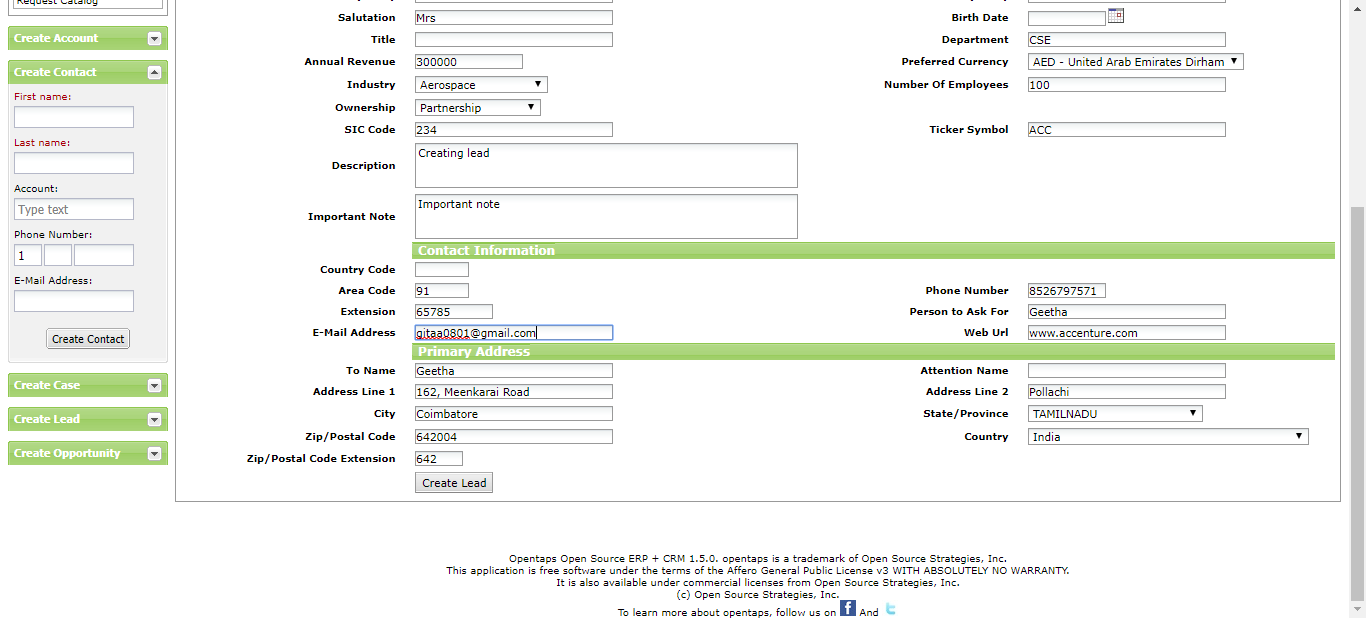 Request Catalog
Create Account
Create Contact
First name:
Last name:
Account:
Type text
Phone Number:
1
E-Mail Address:
Create Contact
Create Case
Create Lead
Create Opportunity
Salutation Mrs Birth Date
Title Department CSE
Annual Revenue 300000 Preferred Currency AED - United Arab Emirates Dirham
Industry Aerospace Number Of Employees 100
Ownership Partnership
SIC Code 234 Ticker Symbol ACC
Description Creating lead
Important Note Important note
Contact Information
Country Code
Area Code 91 Phone Number 8526797571
Extension 65785 Person to Ask For Geetha
E-Mail Address gitaa0801@gmail.com Web Url www.accenture.com
Primary Address
To Name Geetha Attention Name
Address Line 1 162, Meenkarai Road Address Line 2 Pollachi
City Coimbatore State/Province TAMILNADU
Zip/Postal Code 642004 Country India
Zip/Postal Code Extension 642
Create Lead
Opentaps Open Source ERP + CRM 1.5.0. opentaps is a trademark of Open Source Strategies, Inc.
This application is free software under the terms of the Affero General Public License v3 WITH ABSOLUTELY NO WARRANTY.
It is also available under commercial licenses from Open Source Strategies, Inc.
(c) Open Source Strategies, Inc.
To learn more about opentaps, follow us on f And t